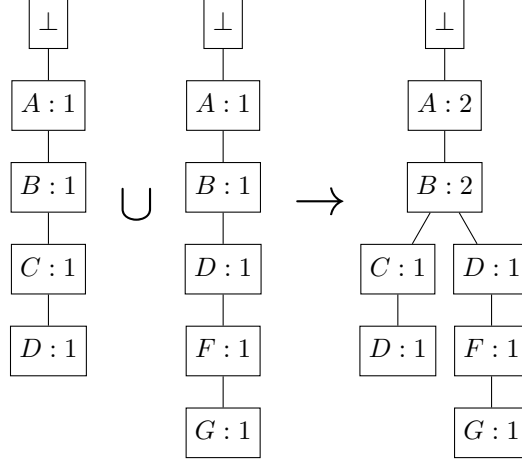 ⊥ ⊥ ⊥
A : 1 A : 1 A : 2
B : 1 ∪ B : 1 → B : 2
C : 1 D : 1 C : 1 D : 1
D : 1 F : 1 D : 1 F : 1
G : 1 G : 1